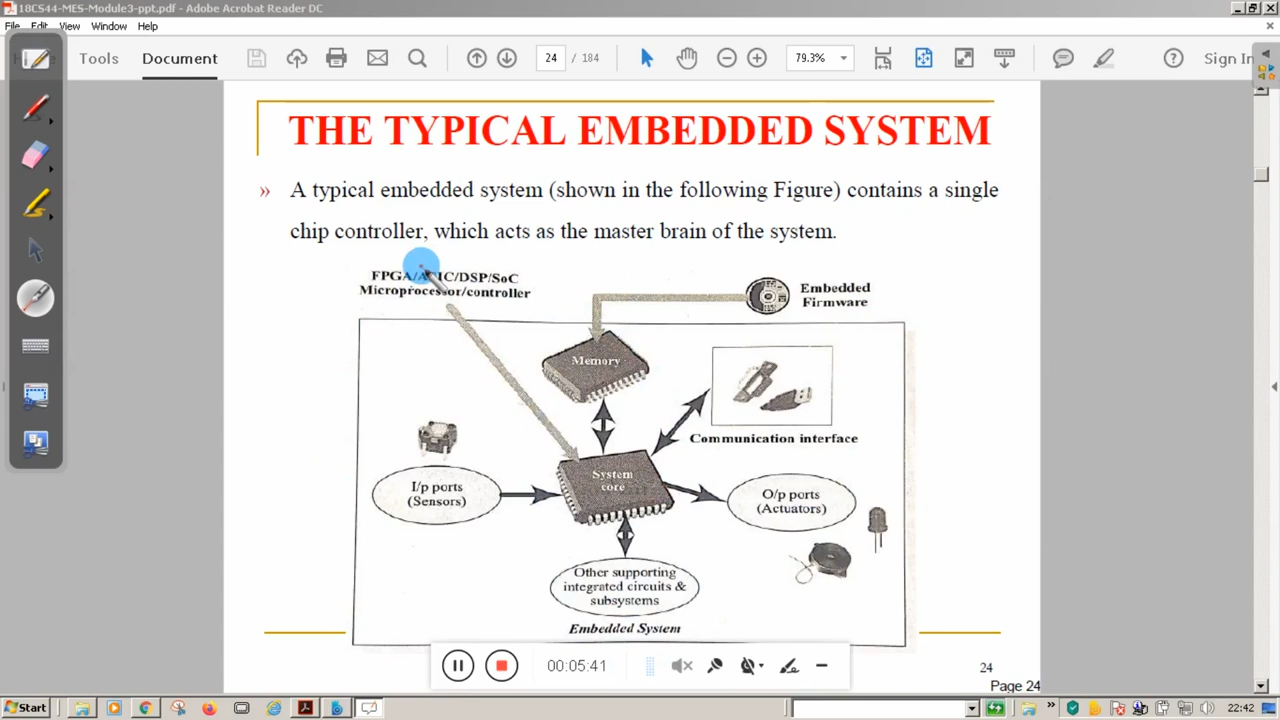 18CS44-MES-Module3-ppt.pdf - Adobe Acrobat Reader DC
File Edit View Window Help
Tools Document 24 / 184 79.3% Sign In
THE TYPICAL EMBEDDED SYSTEM
» A typical embedded system (shown in the following Figure) contains a single
chip controller, which acts as the master brain of the system.
FPGA/ASIC/DSP/SoC
Microprocessor/controller
Embedded
Firmware
Memory
Communication interface
System
core
I/p ports
(Sensors)
O/p ports
(Actuators)
Other supporting
integrated circuits &
subsystems
Embedded System
00:05:41
24
Page 24
Start
22:42